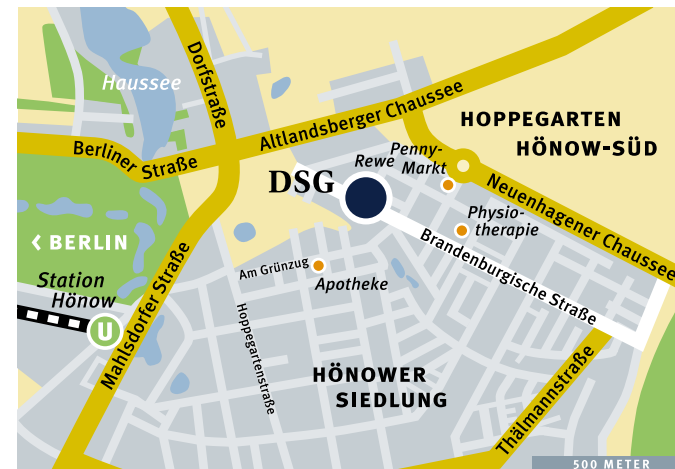 Haussee
Dorfstraße
Altlandsberger Chaussee
HOPPEGARTEN
HÖNOW-SÜD
Berliner Straße
DSG
Rewe
Penny-
Markt
Neuenhagener Chaussee
Physio-
therapie
Brandenburgische Straße
‹ BERLIN
Station
Hönow
U
Mahlsdorfer Straße
Am Grünzug
Apotheke
Hoppegartenstraße
HÖNOWER
SIEDLUNG
Thälmannstraße
500 METER